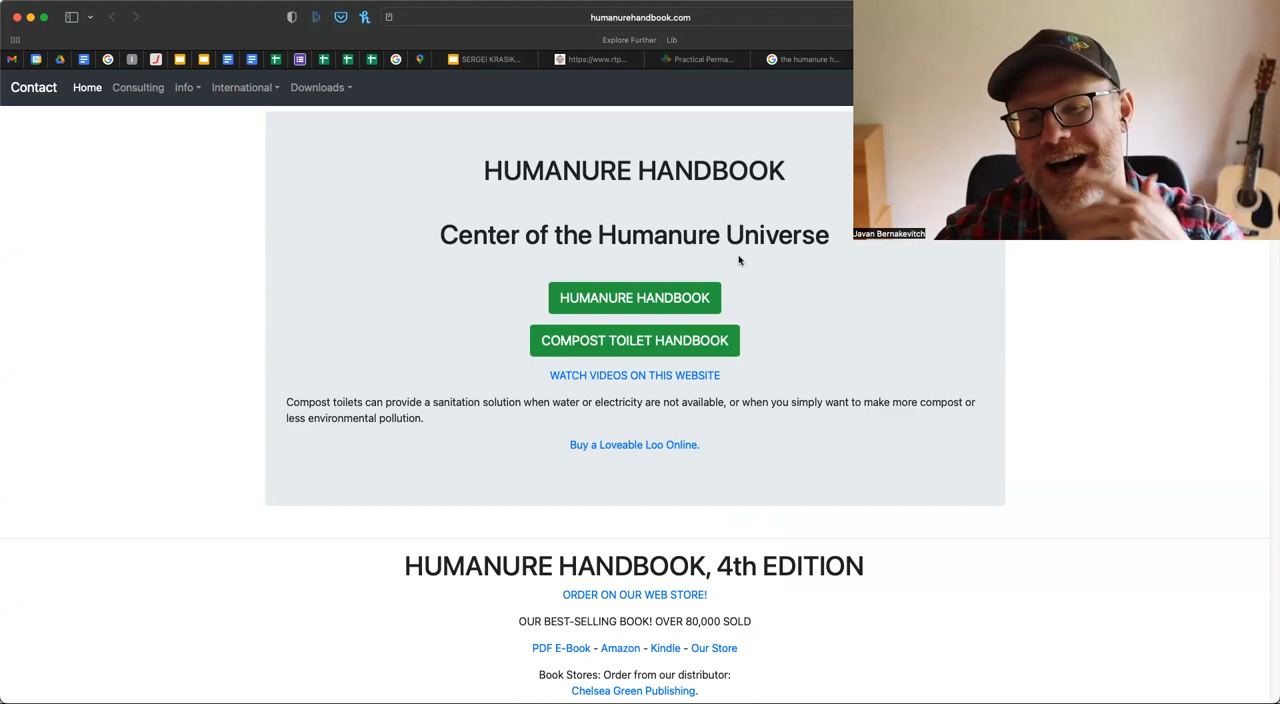 humanurehandbook.com
Explore Further Lib
SERGEI KRASIK... https://www.rtp... Practical Perma... the humanure h...
Contact Home Consulting Info International Downloads
HUMANURE HANDBOOK
Center of the Humanure Universe
Javan Bernakevitch
HUMANURE HANDBOOK
COMPOST TOILET HANDBOOK
WATCH VIDEOS ON THIS WEBSITE
Compost toilets can provide a sanitation solution when water or electricity are not available, or when you simply want to make more compost or
less environmental pollution.
Buy a Loveable Loo Online.
HUMANURE HANDBOOK, 4th EDITION
ORDER ON OUR WEB STORE!
OUR BEST-SELLING BOOK! OVER 80,000 SOLD
PDF E-Book - Amazon - Kindle - Our Store
Book Stores: Order from our distributor:
Chelsea Green Publishing.